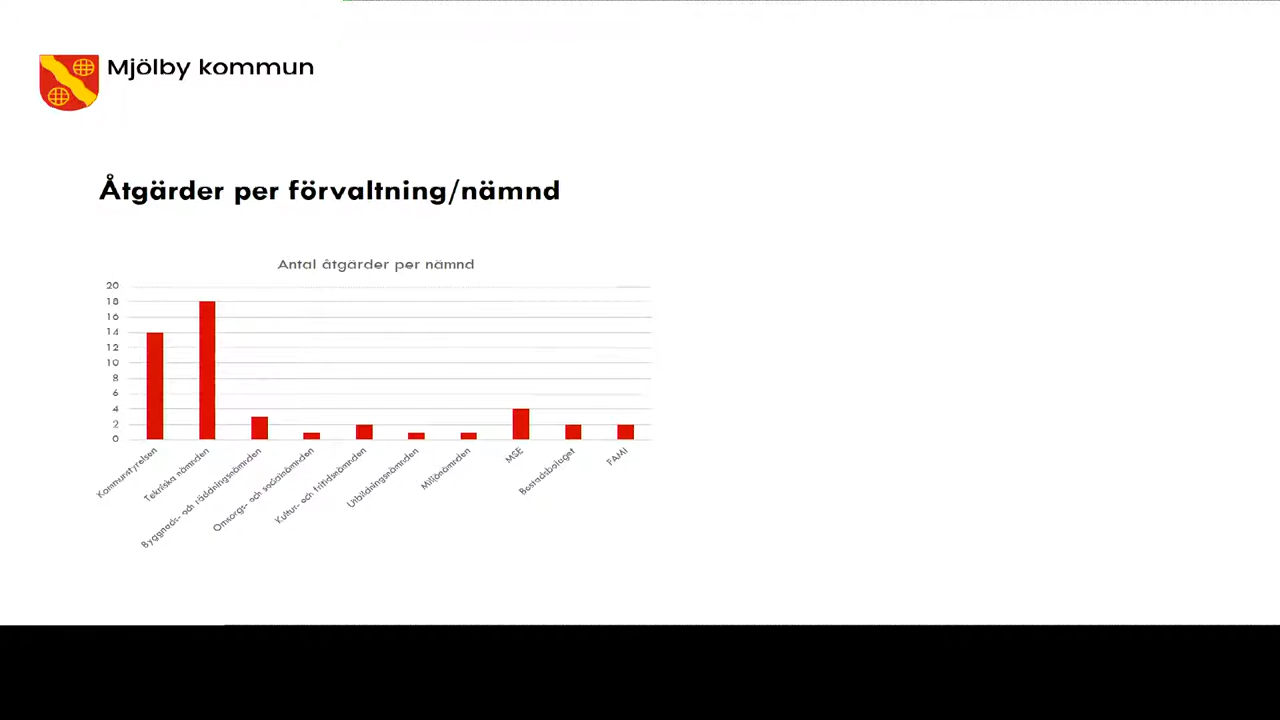 Mjölby kommun
Åtgärder per förvaltning/nämnd
Antal åtgärder per nämnd
20
18
16
14
12
10
8
6
4
2
0
Kommunstyrelsen
Tekniska nämnden
Byggnads- och räddningsnämnden
Omsorgs- och socialnämnden
Kultur- och fritidsnämnden
Utbildningsnämnden
Miljönämnden
MSE
Bostadsbolaget
FAMI